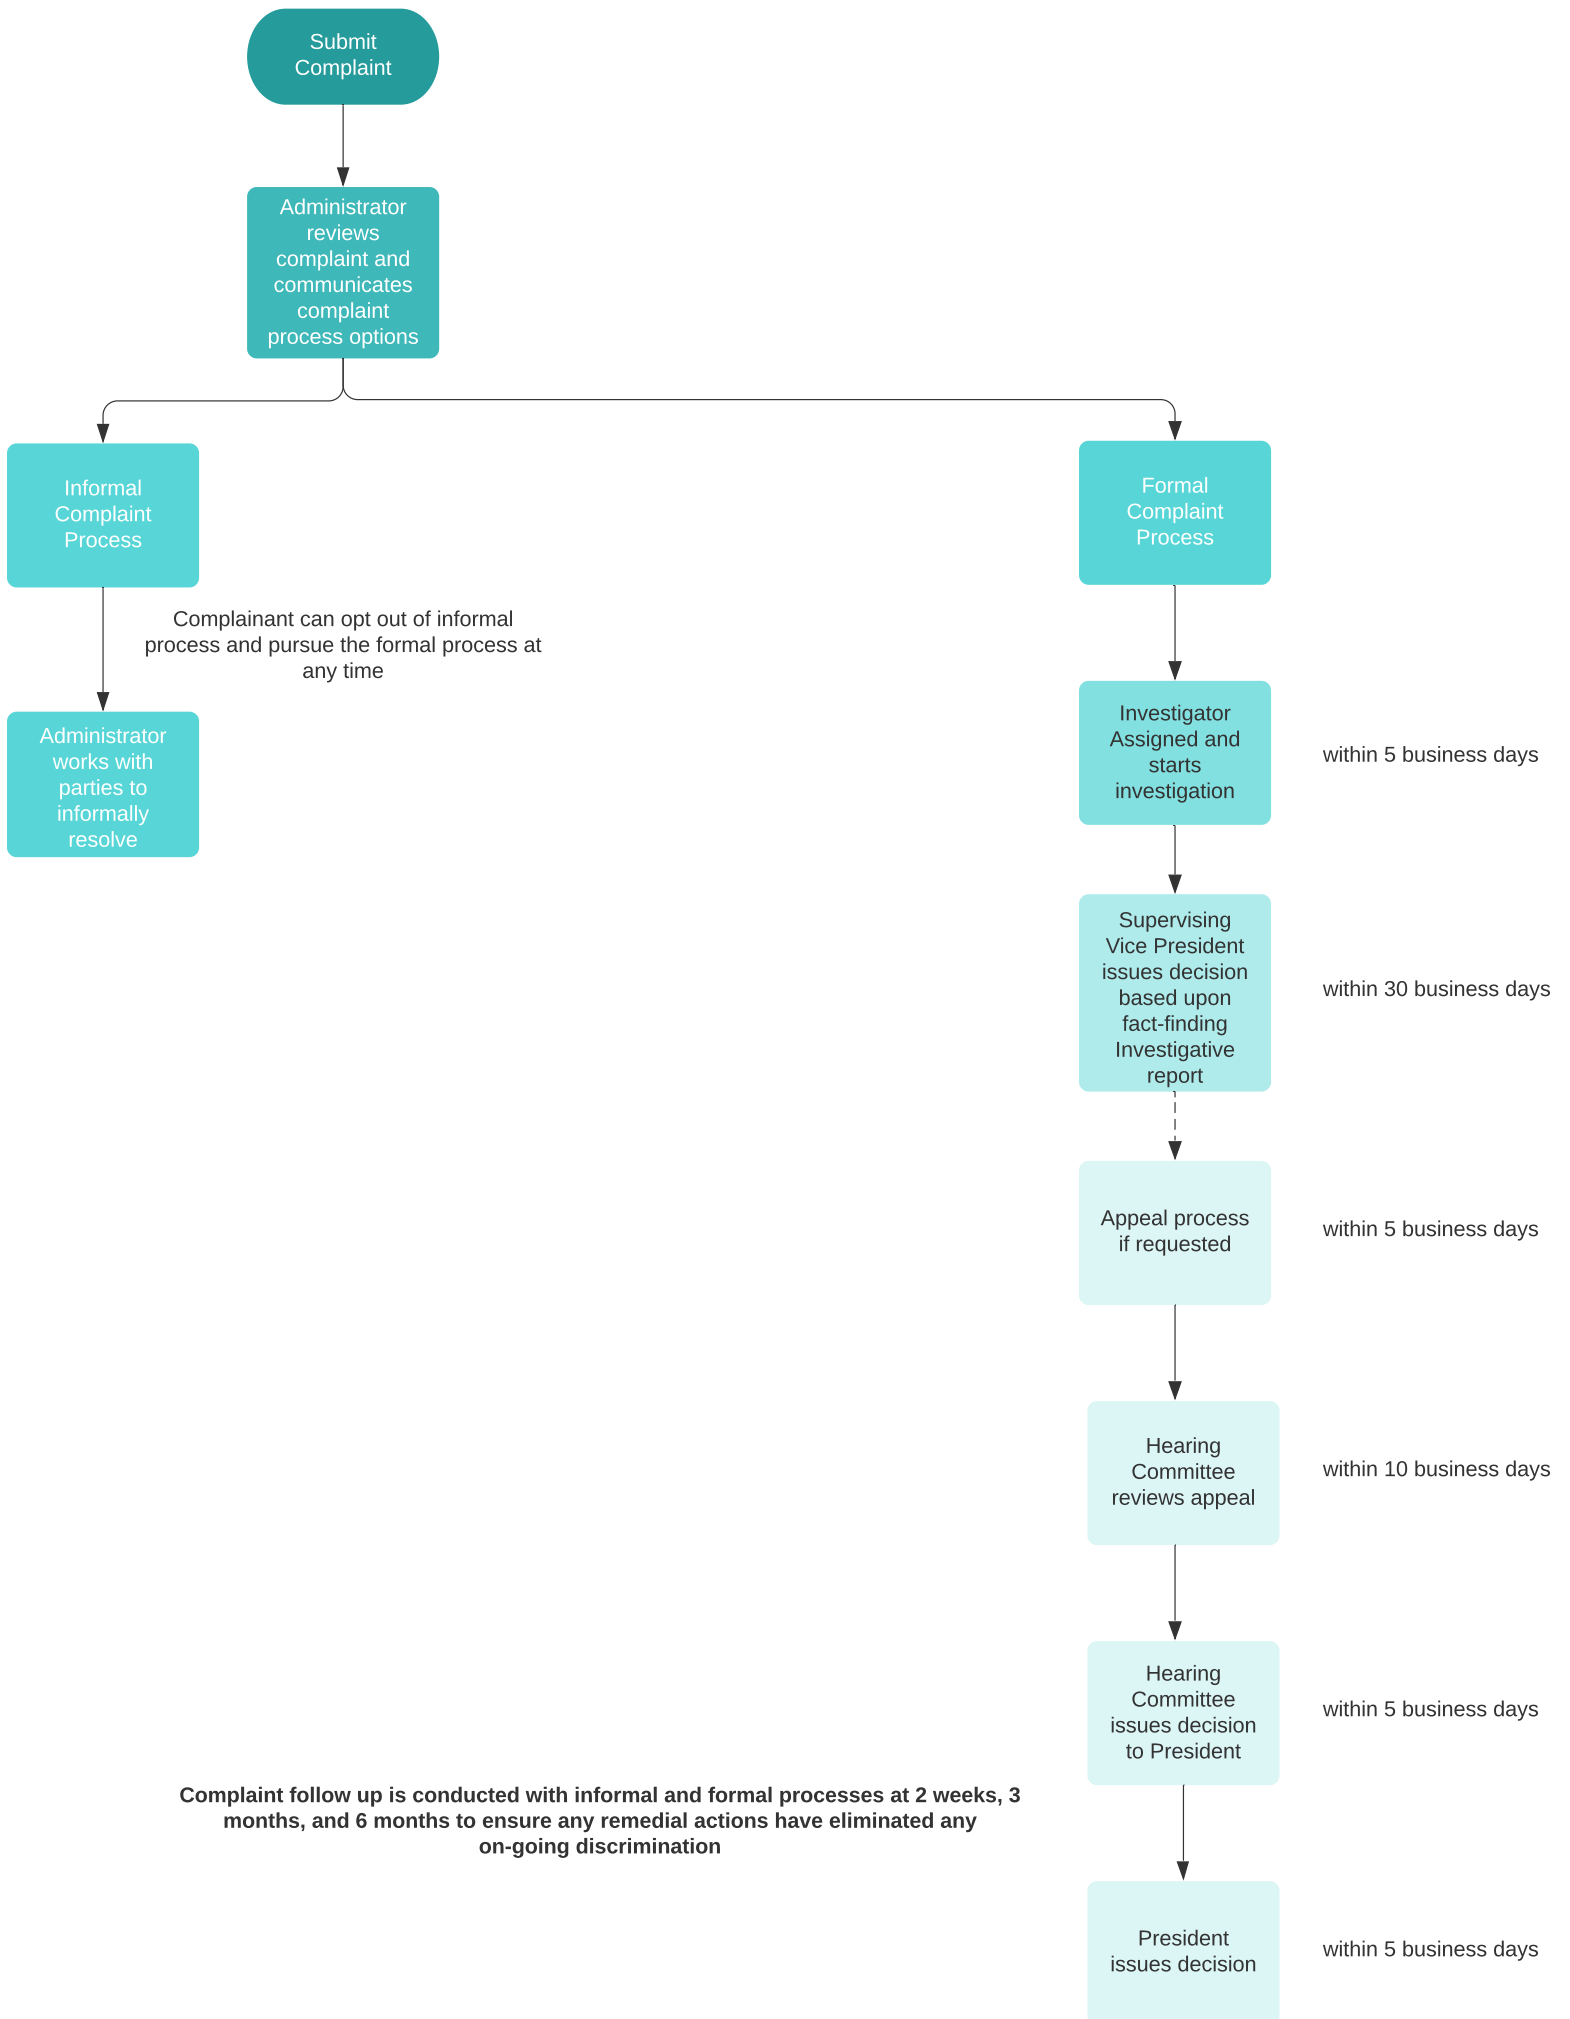 Submit
Complaint
Administrator
reviews
complaint and
communicates
complaint
process options
Informal
Complaint
Process
Formal
Complaint
Process
Complainant can opt out of informal
process and pursue the formal process at
any time
Administrator
works with
parties to
informally
resolve
Investigator
Assigned and
starts
investigation
within 5 business days
Supervising
Vice President
issues decision
based upon
fact-finding
Investigative
report
within 30 business days
Appeal process
if requested
within 5 business days
Hearing
Committee
reviews appeal
within 10 business days
Hearing
Committee
issues decision
to President
within 5 business days
Complaint follow up is conducted with informal and formal processes at 2 weeks, 3
months, and 6 months to ensure any remedial actions have eliminated any
on-going discrimination
President
issues decision
within 5 business days